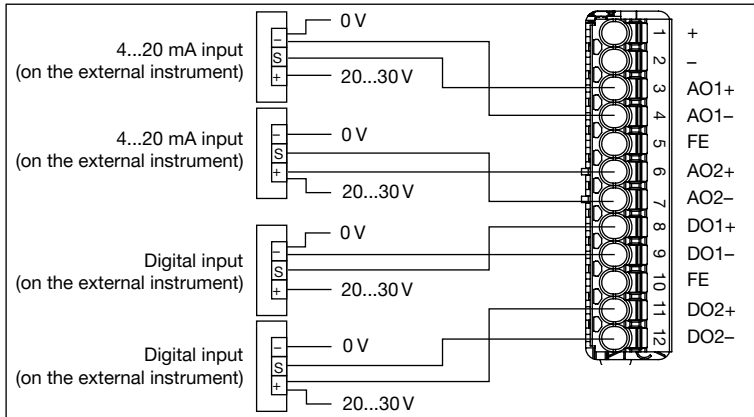 4...20 mA input
(on the external instrument)
–
S
+
0 V
20...30 V
4...20 mA input
(on the external instrument)
–
S
+
0 V
20...30 V
Digital input
(on the external instrument)
–
S
+
0 V
20...30 V
Digital input
(on the external instrument)
–
S
+
0 V
20...30 V
1 +
2 –
3 AO1+
4 AO1–
5 FE
6 AO2+
7 AO2–
8 DO1+
9 DO1–
10 FE
11 DO2+
12 DO2–